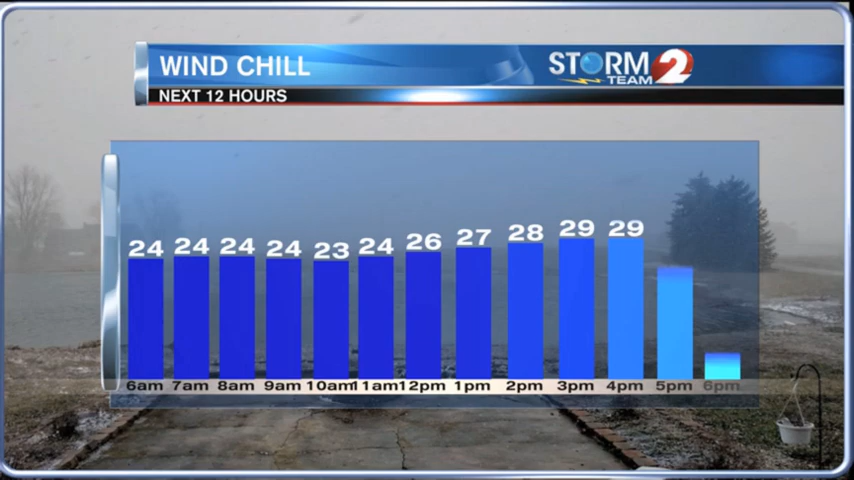 WIND CHILL
STORM
TEAM 2
NEXT 12 HOURS
24 24 24 24 23 24 26 27 28 29 29
6am 7am 8am 9am 10am 11am 12pm 1pm 2pm 3pm 4pm 5pm 6pm